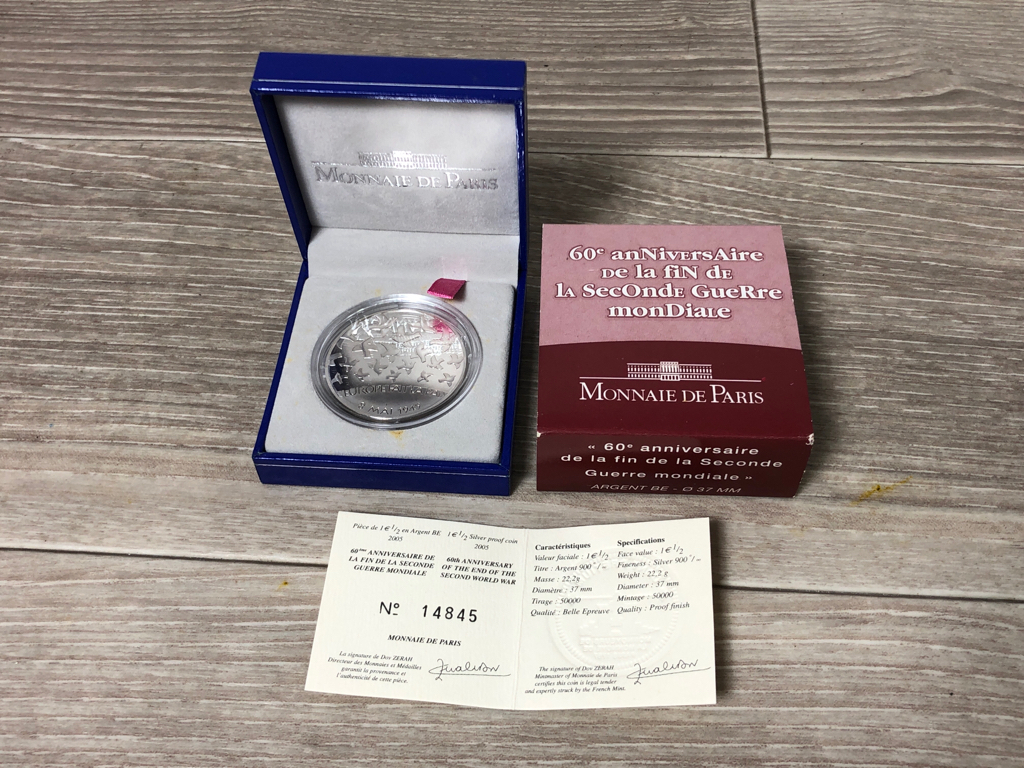 MONNAIE DE PARIS
EUROPE
8 MAI 1945
60e anNiversAire
DE la fiN dE
lA SecOndE GueRre
monDiaLe
MONNAIE DE PARIS
« 60e anniversaire
de la fin de la Seconde
Guerre mondiale »
ARGENT BE - Ø 37 MM
Pièce de 1€1/2 en Argent BE
2005
60ème ANNIVERSAIRE DE
LA FIN DE LA SECONDE
GUERRE MONDIALE
1€1/2 Silver proof coin
2005
60th ANNIVERSARY
OF THE END OF THE
SECOND WORLD WAR
Nº 14845
MONNAIE DE PARIS
La signature de Dov ZERAH
Directeur des Monnaies et Médailles
garantit la provenance et
l'authenticité de cette pièce.
Caractéristiques
Valeur faciale : 1€1/2
Titre : Argent 900°/°°
Masse : 22,2g
Diamètre : 37 mm
Tirage : 50000
Qualité : Belle Epreuve
Specifications
Face value : 1€1/2
Fineness : Silver 900°/°°
Weight : 22,2 g
Diameter : 37 mm
Mintage : 50000
Quality : Proof finish
The signature of Dov ZERAH
Mintmaster of Monnaie de Paris
certifies this coin is legal tender
and expertly struck by the French Mint.